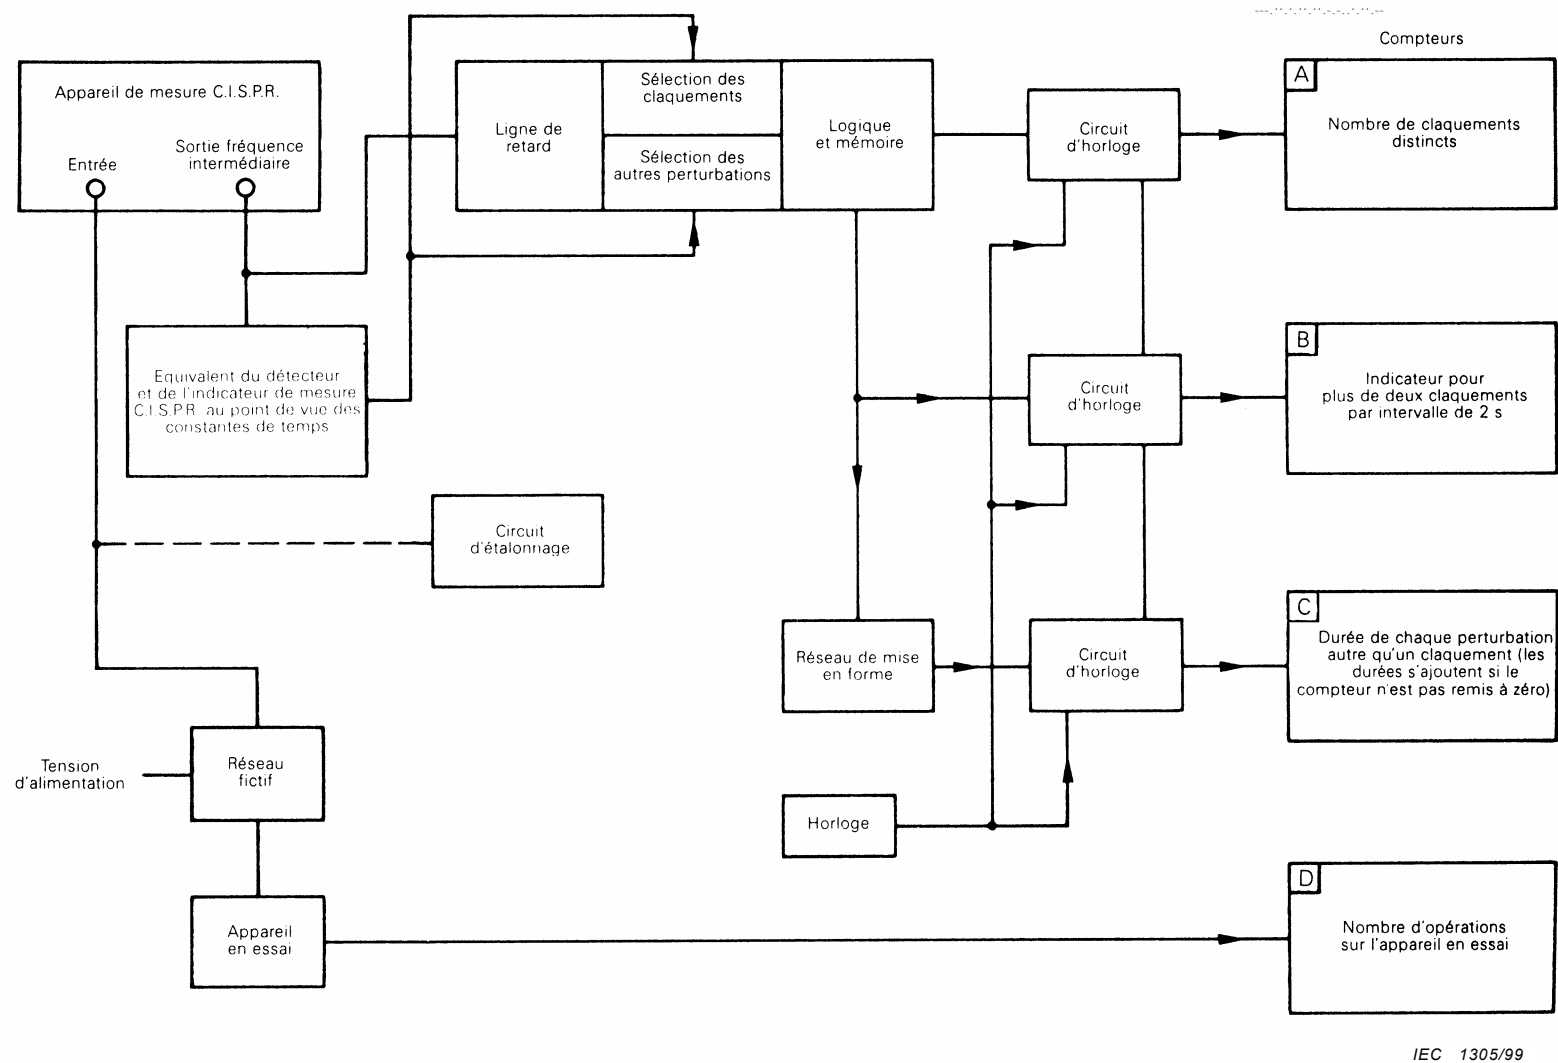 Compteurs
Appareil de mesure C.I.S.P.R.
Entrée
Sortie fréquence
intermédiaire
Ligne de
retard
Sélection des
claquements
Sélection des
autres perturbations
Logique
et mémoire
Circuit
d'horloge
A
Nombre de claquements
distincts
Equivalent du détecteur
et de l'indicateur de mesure
C.I.S.P.R. au point de vue des
constantes de temps
Circuit
d'horloge
B
Indicateur pour
plus de deux claquements
par intervalle de 2 s
Circuit
d'étalonnage
Réseau de mise
en forme
Circuit
d'horloge
C
Durée de chaque perturbation
autre qu'un claquement (les
durées s'ajoutent si le
compteur n'est pas remis à zéro)
Tension
d'alimentation
Réseau
fictif
Horloge
Appareil
en essai
D
Nombre d'opérations
sur l'appareil en essai
IEC 1305/99